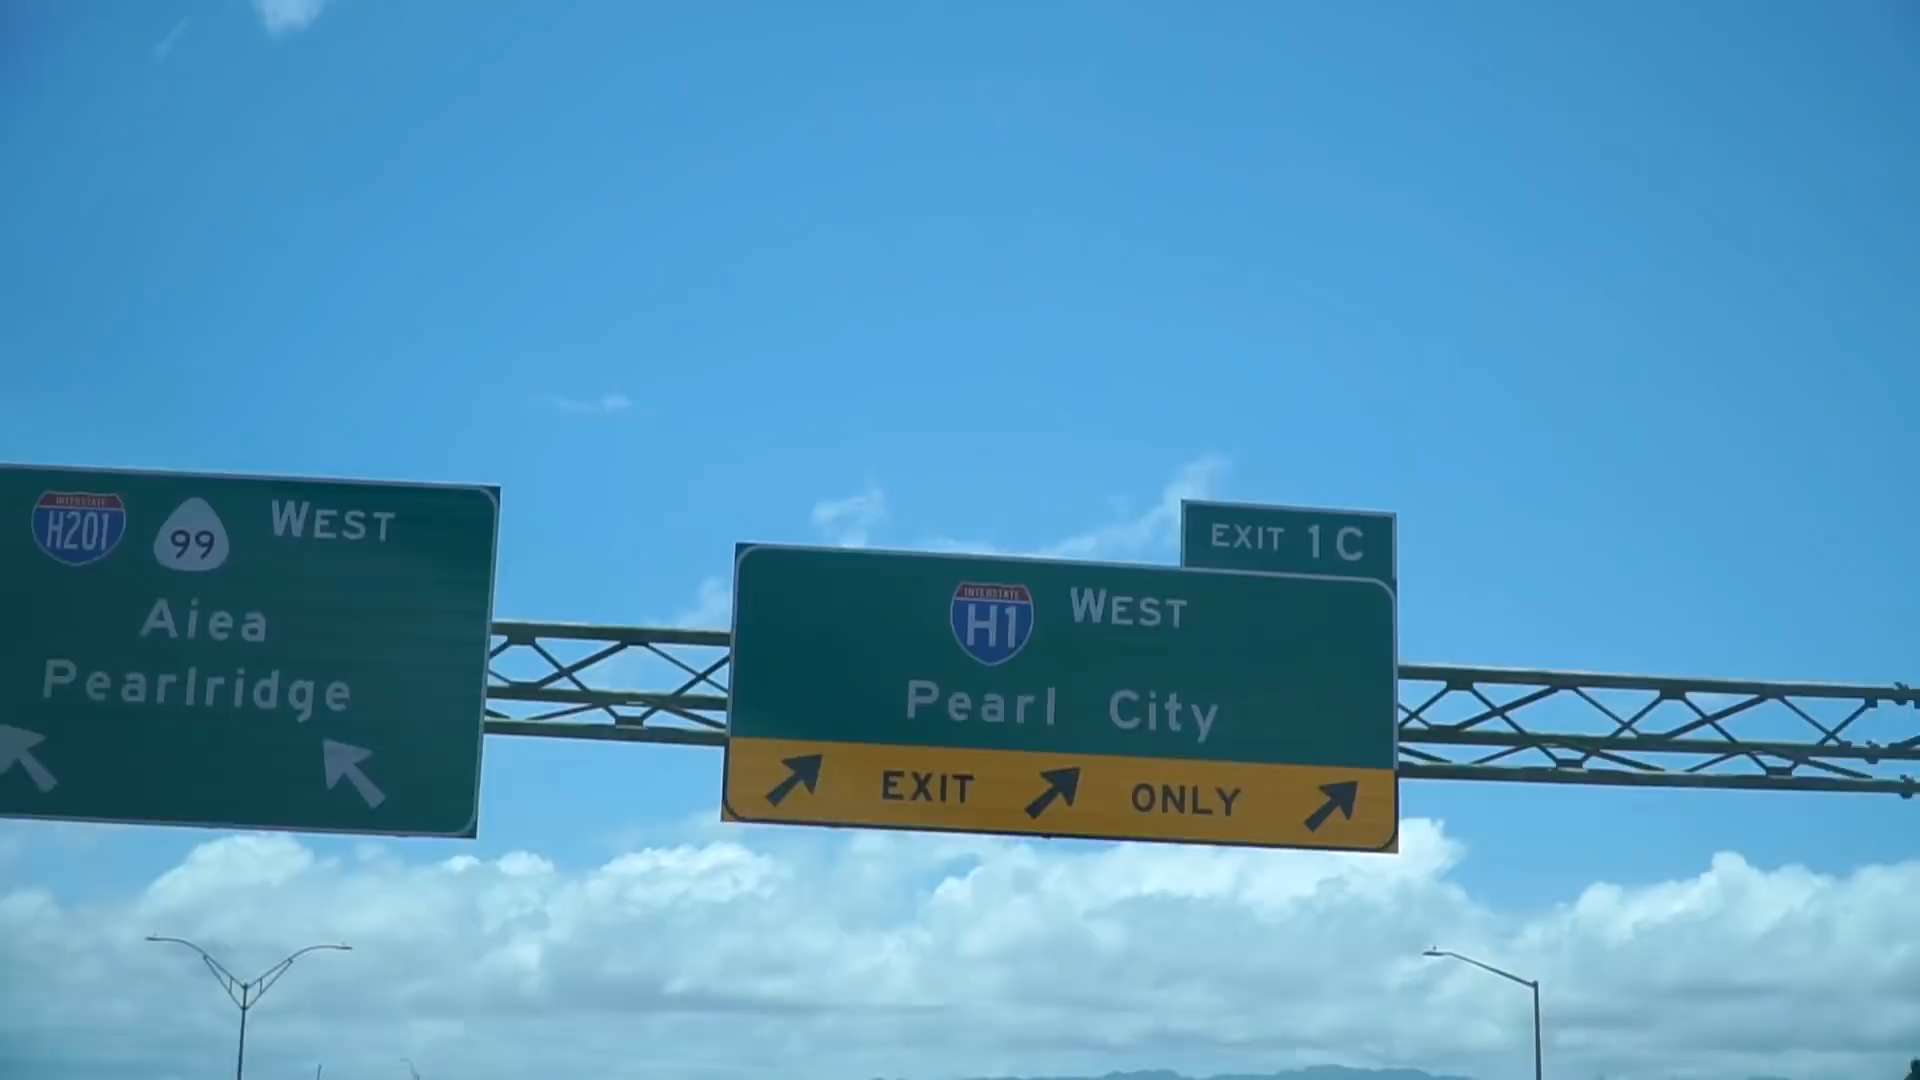 INTERSTATE
H201
99
WEST
Aiea
Pearlridge
EXIT 1C
INTERSTATE
H1
WEST
Pearl City
EXIT ONLY